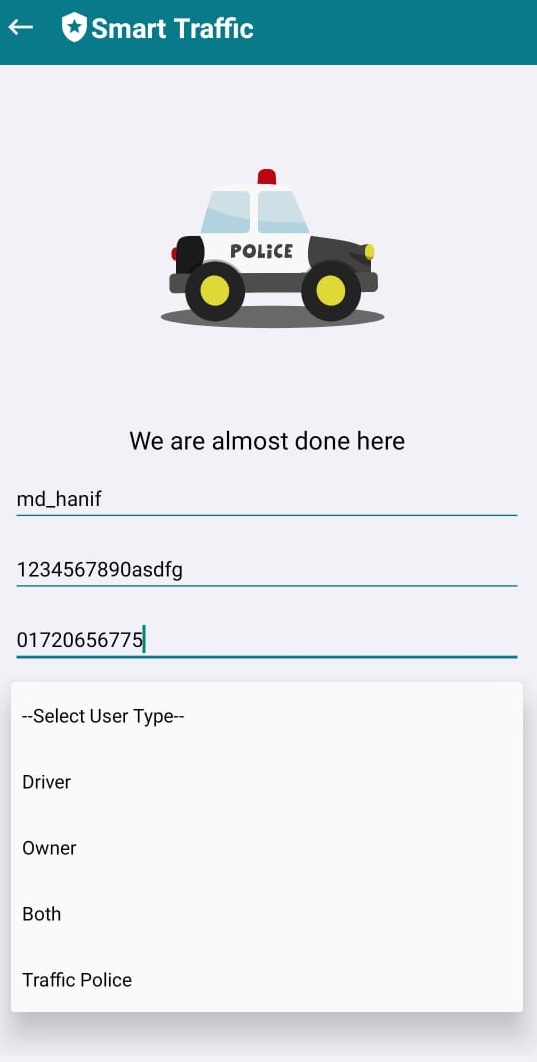 Smart Traffic
POLiCE
We are almost done here
md_hanif
1234567890asdfg
01720656775
--Select User Type--
Driver
Owner
Both
Traffic Police